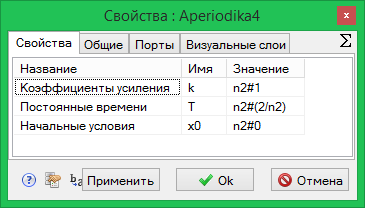 Свойства : Aperiodika4
x
Свойства Общие Порты Визуальные слои Σ
Название Имя Значение
Коэффициенты усиления k n2#1
Постоянные времени T n2#(2/n2)
Начальные условия x0 n2#0
? Применить Ok Отмена